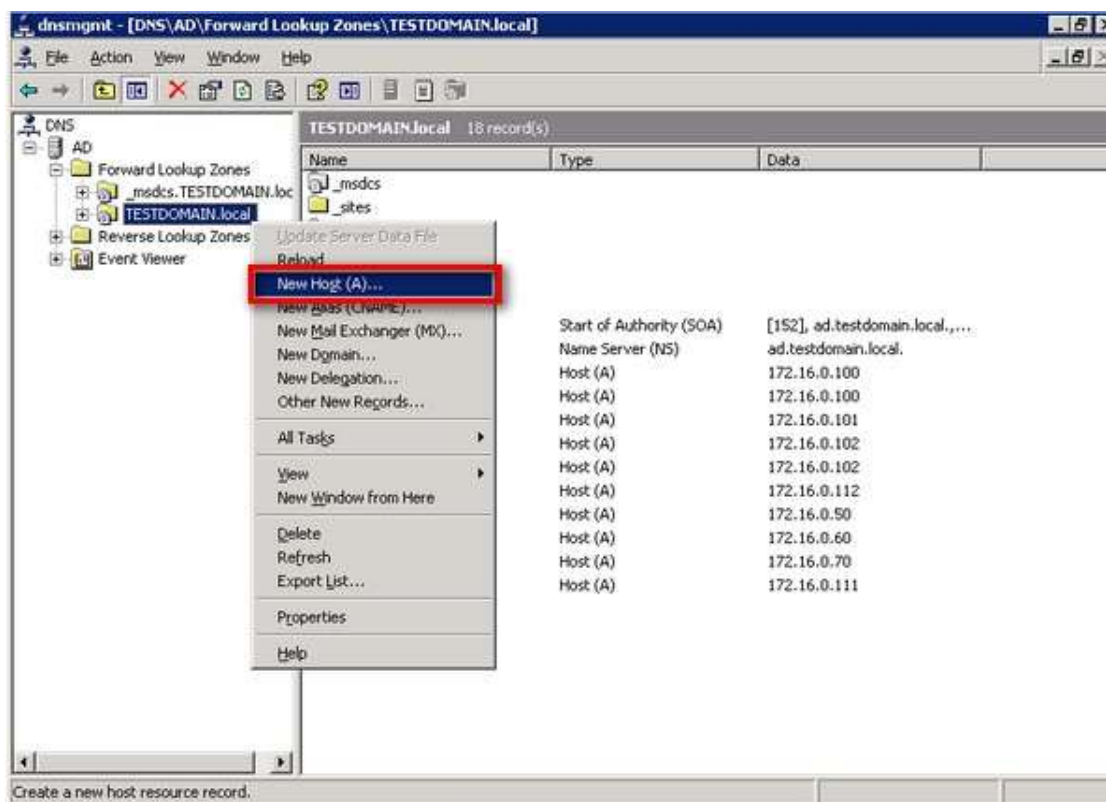 dnsmgmt - [DNS\AD\Forward Lookup Zones\TESTDOMAIN.local]
File Action View Window Help
DNS
AD
Forward Lookup Zones
_msdcs.TESTDOMAIN.loc
TESTDOMAIN.local
Reverse Lookup Zones
Event Viewer
TESTDOMAIN.local 18 record(s)
Name Type Data
_msdcs
_sites
Update Server Data File
Reload
New Host (A)...
New Alias (CNAME)...
New Mail Exchanger (MX)...
New Domain...
New Delegation...
Other New Records...
All Tasks
View
New Window from Here
Delete
Refresh
Export List...
Properties
Help
Start of Authority (SOA) [152], ad.testdomain.local.,...
Name Server (NS) ad.testdomain.local.
Host (A) 172.16.0.100
Host (A) 172.16.0.100
Host (A) 172.16.0.101
Host (A) 172.16.0.102
Host (A) 172.16.0.102
Host (A) 172.16.0.112
Host (A) 172.16.0.50
Host (A) 172.16.0.60
Host (A) 172.16.0.70
Host (A) 172.16.0.111
Create a new host resource record.